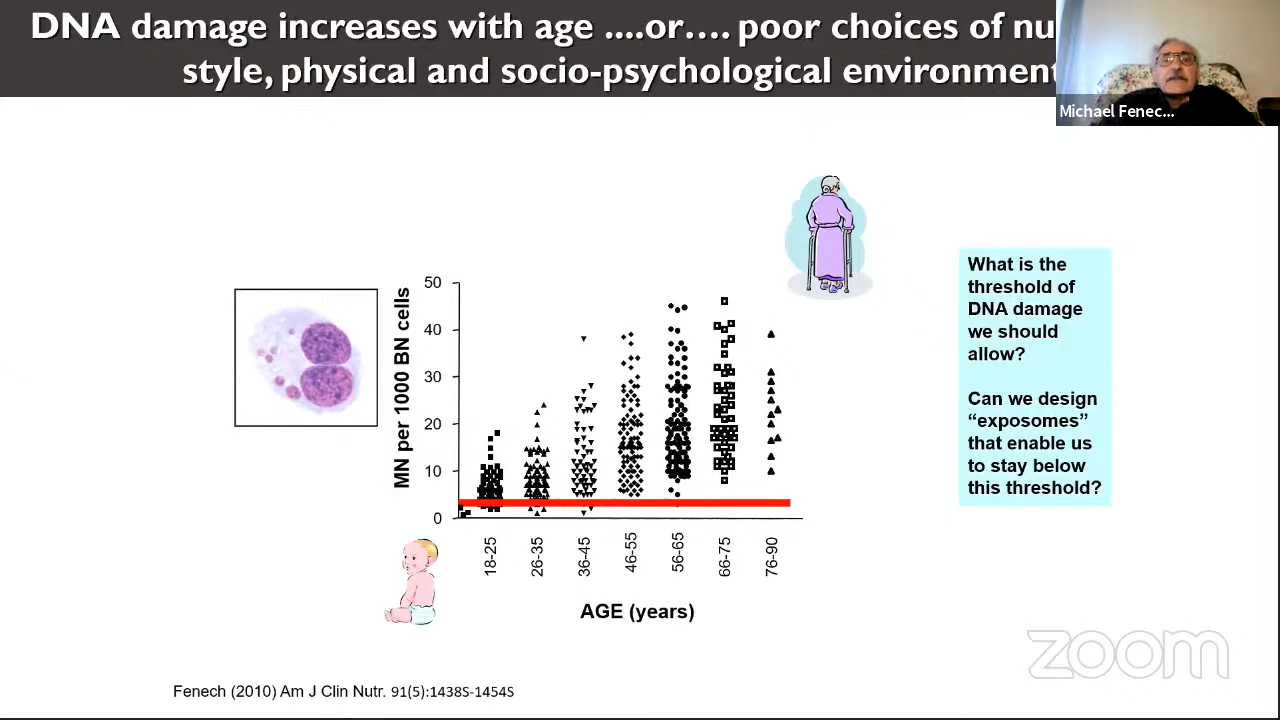 DNA damage increases with age ....or.... poor choices of
style, physical and socio-psychological environment
Michael Fenec...
What is the
threshold of
DNA damage
we should
allow?
Can we design
“exposomes”
that enable us
to stay below
this threshold?
MN per 1000 BN cells
50
40
30
20
10
0
18-25
26-35
36-45
46-55
56-65
66-75
76-90
AGE (years)
zoom
Fenech (2010) Am J Clin Nutr. 91(5):1438S-1454S